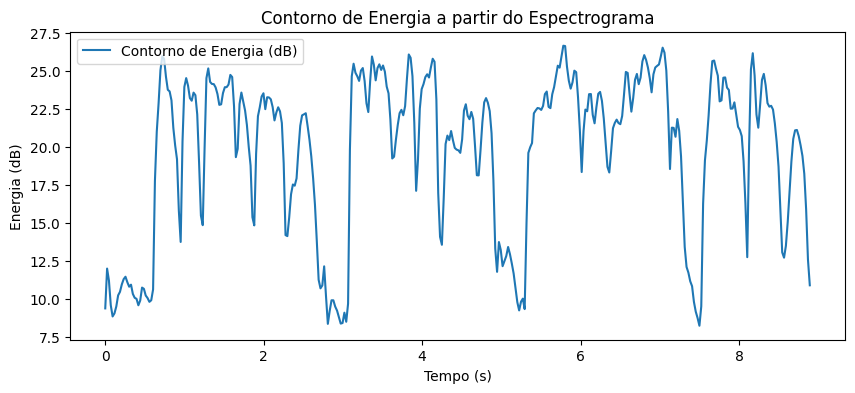 Contorno de Energia a partir do Espectrograma
Contorno de Energia (dB)
Energia (dB)
27.5
25.0
22.5
20.0
17.5
15.0
12.5
10.0
7.5
0 2 4 6 8
Tempo (s)